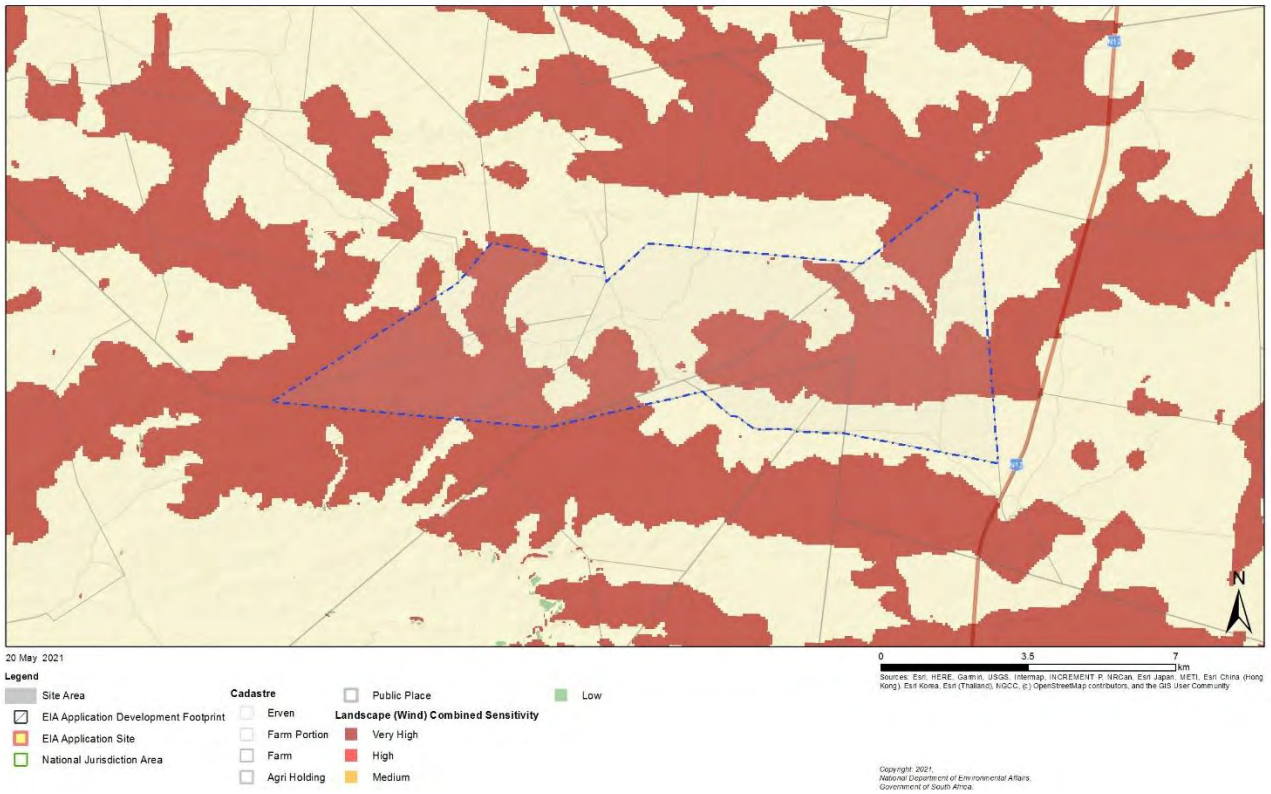 N12
N12
N
20 May 2021
0 3.5 7
km
Sources: Esri, HERE, Garmin, USGS, Intermap, INCREMENT P, NRCan, Esri Japan, METI, Esri China (Hong
Kong), Esri Korea, Esri (Thailand), NGCC, (c) OpenStreetMap contributors, and the GIS User Community
Legend
Site Area
EIA Application Development Footprint
EIA Application Site
National Jurisdiction Area
Cadastre
Erven
Farm Portion
Farm
Agri Holding
Public Place
Landscape (Wind) Combined Sensitivity
Very High
High
Medium
Low
Copyright: 2021,
National Department of Environmental Affairs,
Government of South Africa.